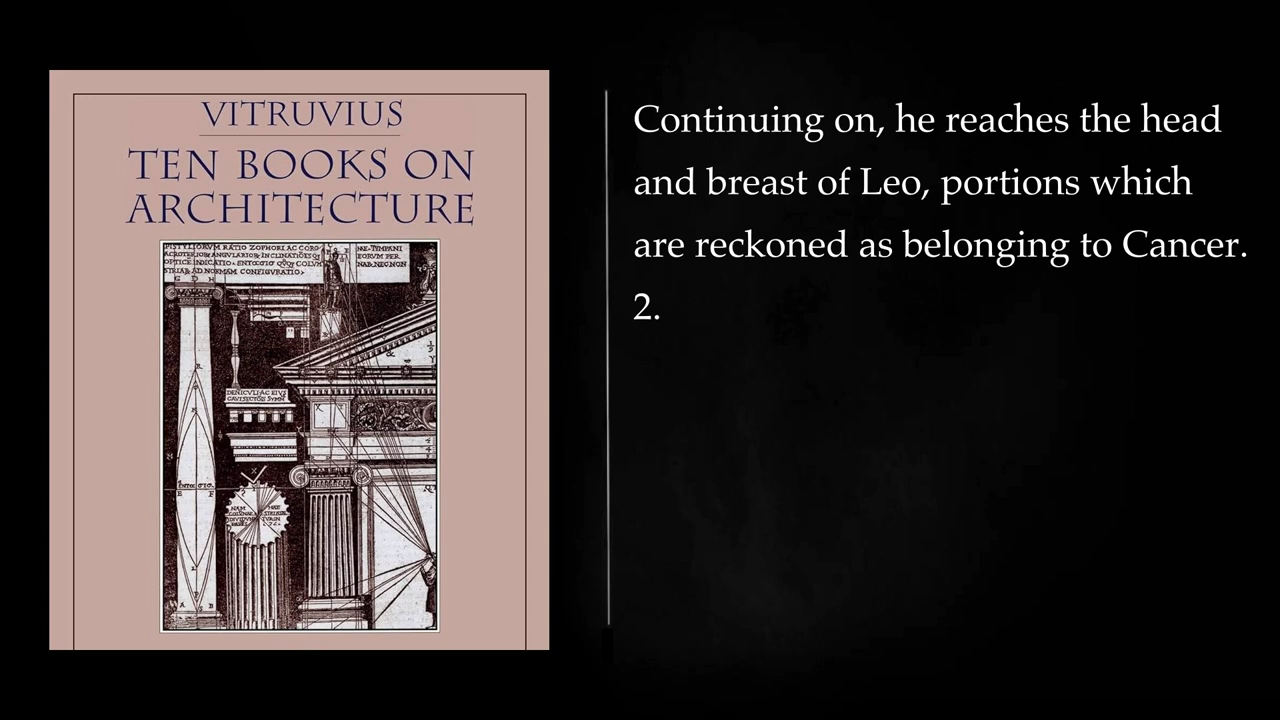 VITRUVIUS
TEN BOOKS ON
ARCHITECTURE
Continuing on, he reaches the head
and breast of Leo, portions which
are reckoned as belonging to Cancer.
2.